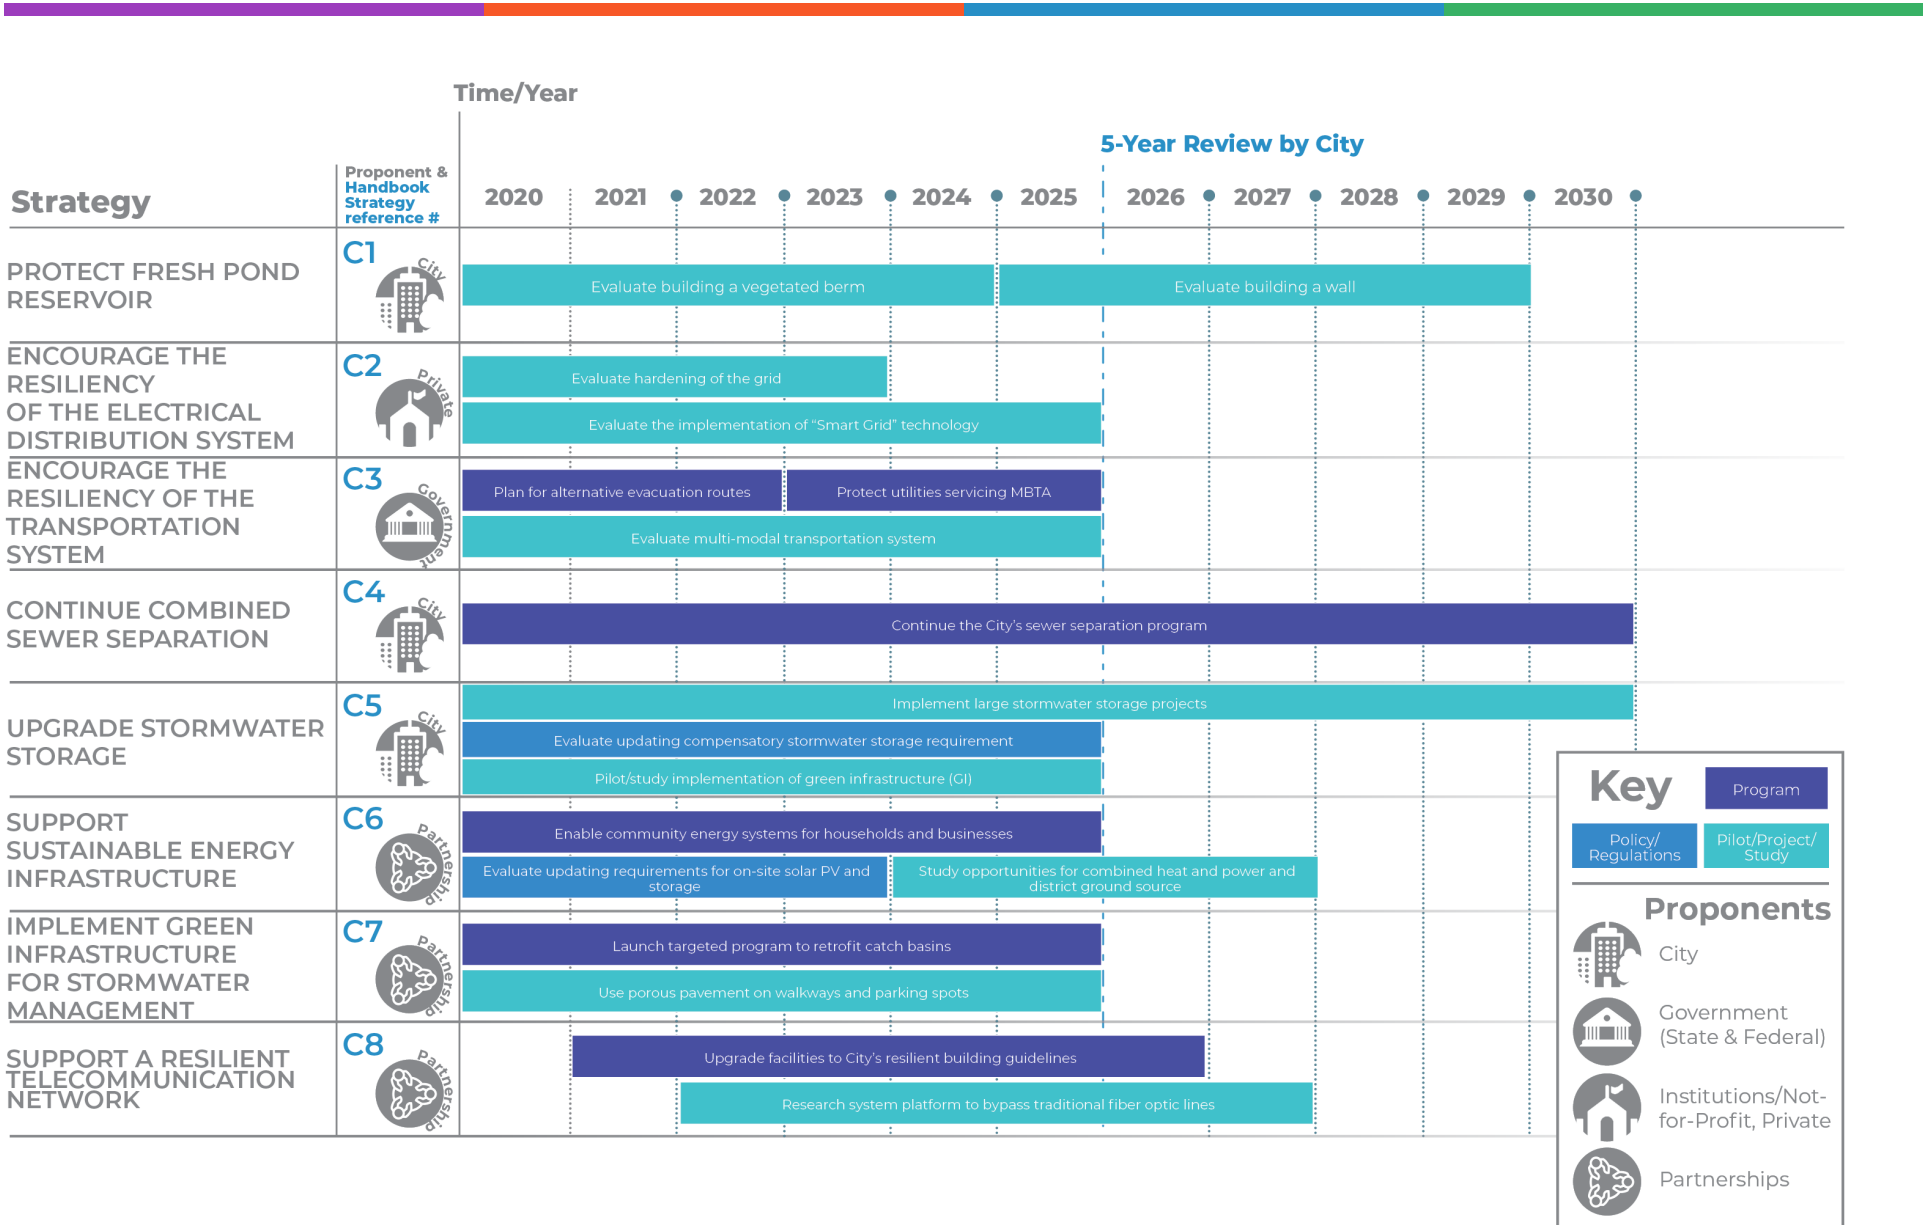 Time/Year
5-Year Review by City
Strategy
Proponent &
Handbook
Strategy
reference #
2020 2021 2022 2023 2024 2025 2026 2027 2028 2029 2030
PROTECT FRESH POND
RESERVOIR
C1
City
Evaluate building a vegetated berm
Evaluate building a wall
ENCOURAGE THE
RESILIENCY
OF THE ELECTRICAL
DISTRIBUTION SYSTEM
C2
Private
Evaluate hardening of the grid
Evaluate the implementation of “Smart Grid” technology
ENCOURAGE THE
RESILIENCY OF THE
TRANSPORTATION
SYSTEM
C3
Government
Plan for alternative evacuation routes
Protect utilities servicing MBTA
Evaluate multi-modal transportation system
CONTINUE COMBINED
SEWER SEPARATION
C4
City
Continue the City’s sewer separation program
UPGRADE STORMWATER
STORAGE
C5
City
Implement large stormwater storage projects
Evaluate updating compensatory stormwater storage requirement
Pilot/study implementation of green infrastructure (GI)
SUPPORT
SUSTAINABLE ENERGY
INFRASTRUCTURE
C6
Partnership
Enable community energy systems for households and businesses
Evaluate updating requirements for on-site solar PV and
storage
Study opportunities for combined heat and power and
district ground source
IMPLEMENT GREEN
INFRASTRUCTURE
FOR STORMWATER
MANAGEMENT
C7
Partnership
Launch targeted program to retrofit catch basins
Use porous pavement on walkways and parking spots
SUPPORT A RESILIENT
TELECOMMUNICATION
NETWORK
C8
Partnership
Upgrade facilities to City’s resilient building guidelines
Research system platform to bypass traditional fiber optic lines
Key
Program
Policy/
Regulations
Pilot/Project/
Study
Proponents
City
Government
(State & Federal)
Institutions/Not-
for-Profit, Private
Partnerships